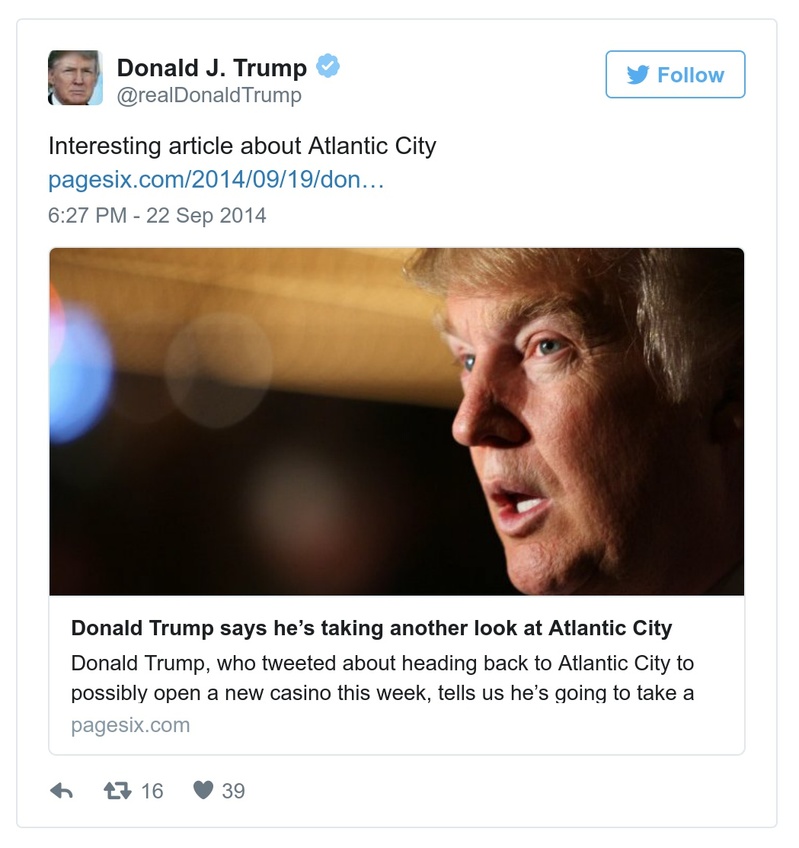 Donald J. Trump
@realDonaldTrump
Follow
Interesting article about Atlantic City
pagesix.com/2014/09/19/don…
6:27 PM - 22 Sep 2014
Donald Trump says he’s taking another look at Atlantic City
Donald Trump, who tweeted about heading back to Atlantic City to
possibly open a new casino this week, tells us he’s going to take a
pagesix.com
16 39